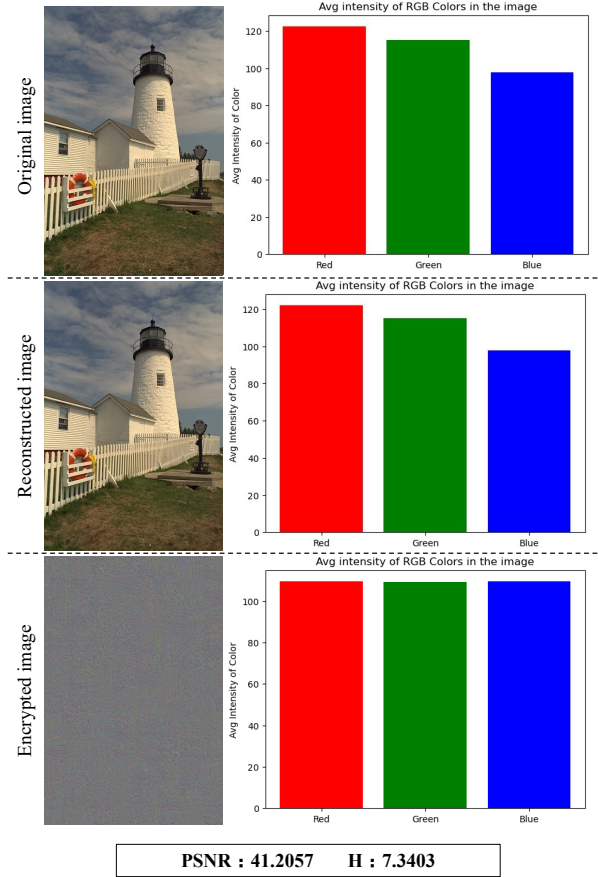 Original image
Avg intensity of RGB Colors in the image
Avg Intensity of Color
120
100
80
60
40
20
0
Red Green Blue
Reconstructed image
Avg intensity of RGB Colors in the image
Avg Intensity of Color
120
100
80
60
40
20
0
Red Green Blue
Encrypted image
Avg intensity of RGB Colors in the image
Avg Intensity of Color
100
80
60
40
20
0
Red Green Blue
PSNR：41.2057 H：7.3403